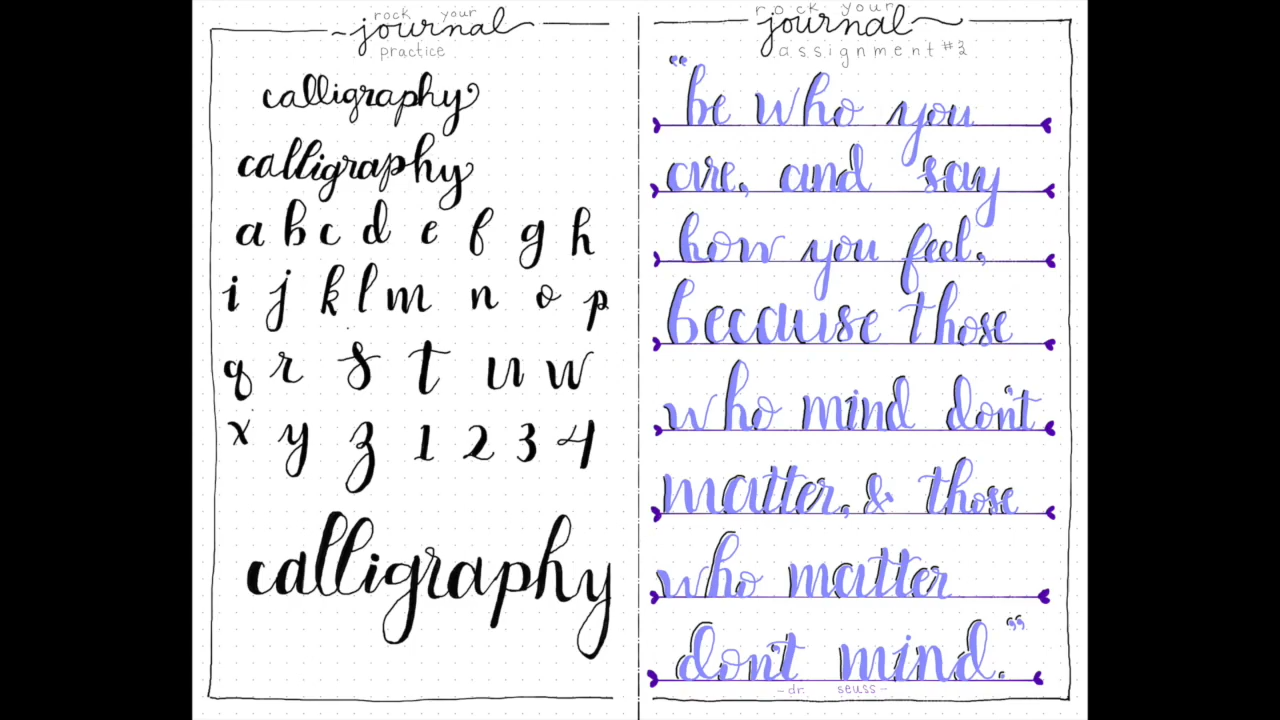 rock your
journal
practice
calligraphy
calligraphy
a b c d e f g h
i j k l m n o p
q r s t u w
x y z 1 2 3 4
calligraphy
rock your
journal
assignment #3
“be who you
are, and say
how you feel,
because those
who mind don't
matter, & those
who matter
don't mind.”
- dr. seuss -